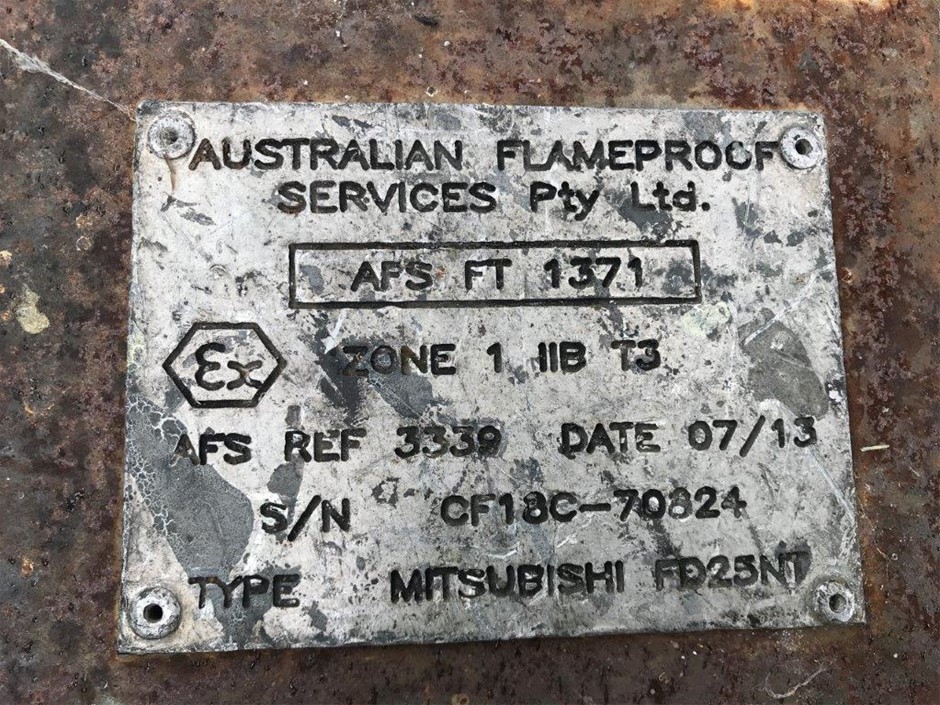 AUSTRALIAN FLAMEPROOF
SERVICES Pty Ltd.
AFS FT 1371
Ex ZONE 1 IIB T3
AFS REF 3339 DATE 07/13
S/N CF18C-70824
TYPE MITSUBISHI FD25NT